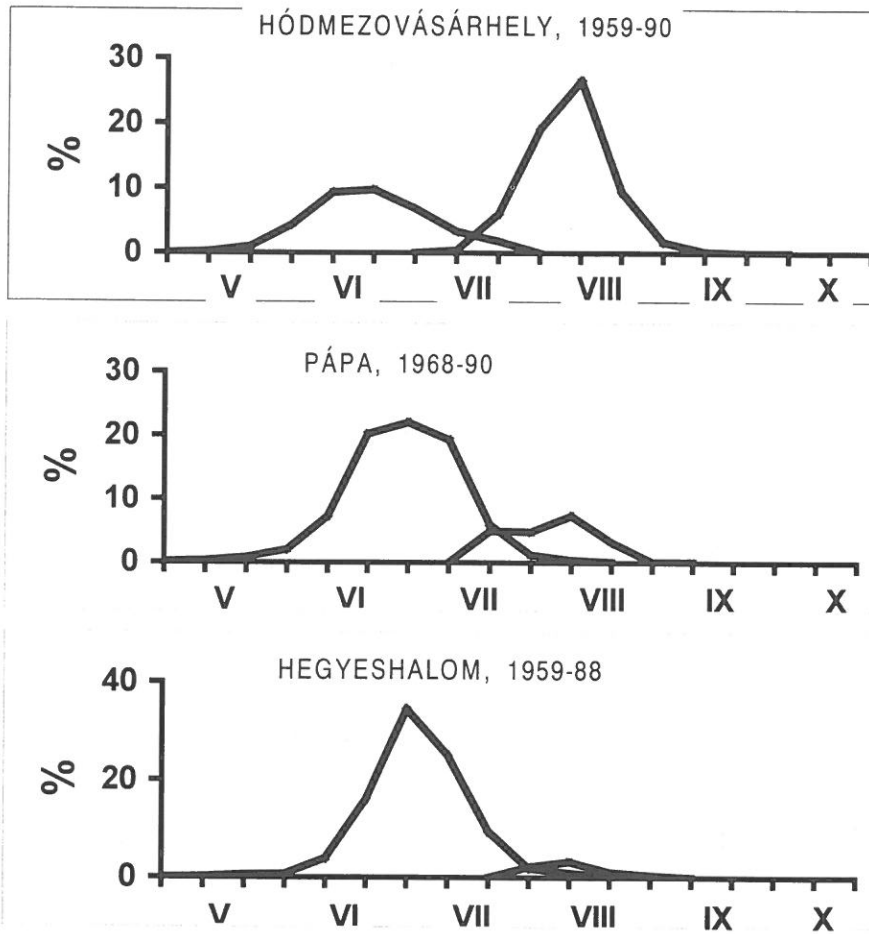 HÓDMEZOVÁSÁRHELY, 1959-90
30
20
10
0
%
V VI VII VIII IX X
PÁPA, 1968-90
30
20
10
0
%
V VI VII VIII IX X
HEGYESHALOM, 1959-88
40
20
0
%
V VI VII VIII IX X